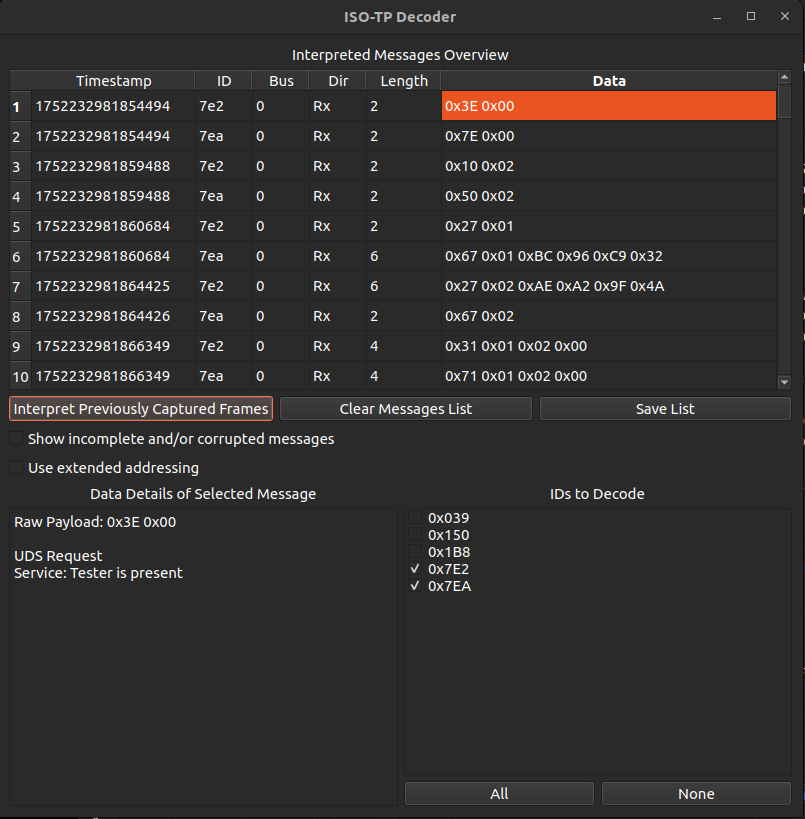 ISO-TP Decoder
Interpreted Messages Overview
Timestamp ID Bus Dir Length Data
1 1752232981854494 7e2 0 Rx 2 0x3E 0x00
2 1752232981854494 7ea 0 Rx 2 0x7E 0x00
3 1752232981859488 7e2 0 Rx 2 0x10 0x02
4 1752232981859488 7ea 0 Rx 2 0x50 0x02
5 1752232981860684 7e2 0 Rx 2 0x27 0x01
6 1752232981860684 7ea 0 Rx 6 0x67 0x01 0xBC 0x96 0xC9 0x32
7 1752232981864425 7e2 0 Rx 6 0x27 0x02 0xAE 0xA2 0x9F 0x4A
8 1752232981864426 7ea 0 Rx 2 0x67 0x02
9 1752232981866349 7e2 0 Rx 4 0x31 0x01 0x02 0x00
10 1752232981866349 7ea 0 Rx 4 0x71 0x01 0x02 0x00
Interpret Previously Captured Frames Clear Messages List Save List
Show incomplete and/or corrupted messages
Use extended addressing
Data Details of Selected Message
Raw Payload: 0x3E 0x00
UDS Request
Service: Tester is present
IDs to Decode
0x039
0x150
0x1B8
0x7E2
0x7EA
All None